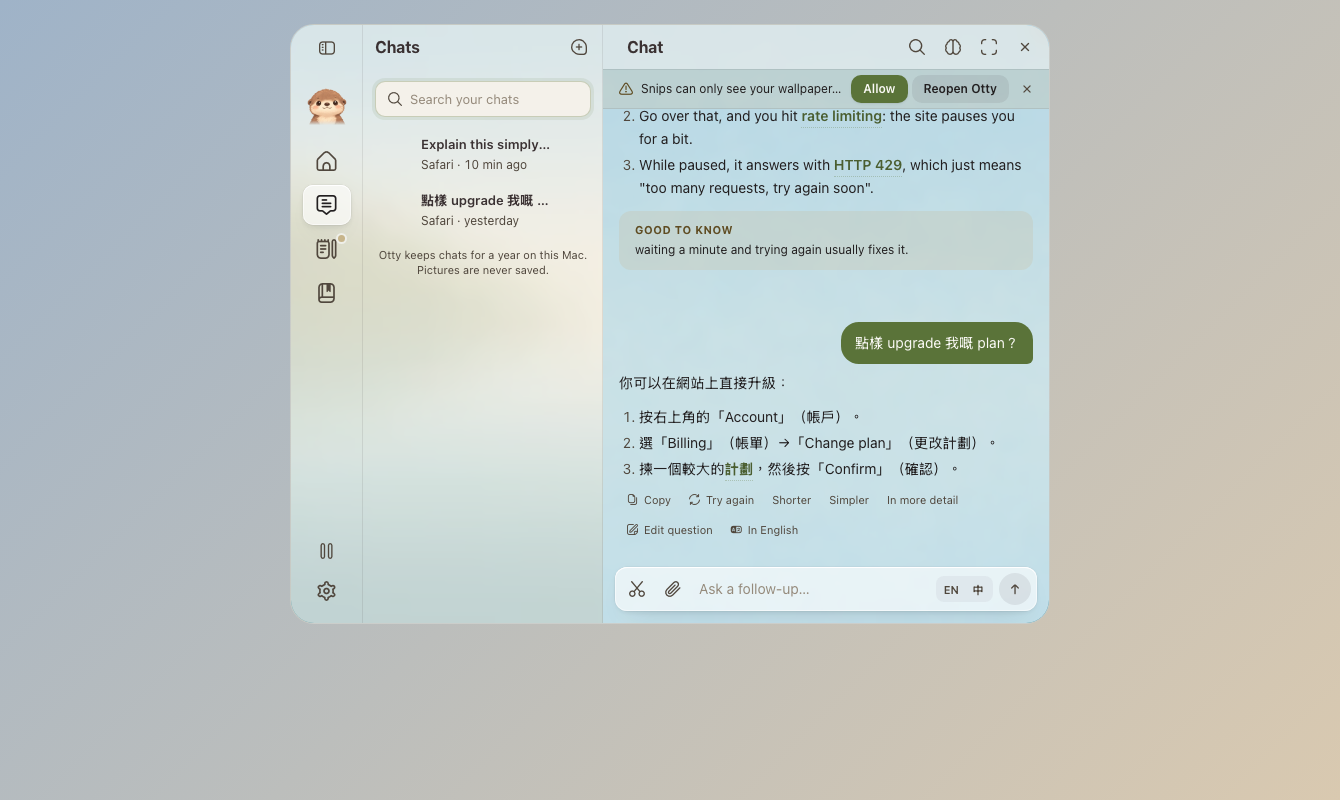 Chats
Search your chats
Explain this simply...
Safari · 10 min ago
點樣 upgrade 我嘅 ...
Safari · yesterday
Otty keeps chats for a year on this Mac.
Pictures are never saved.
Chat
Snips can only see your wallpaper...
Allow
Reopen Otty
2. Go over that, and you hit rate limiting: the site pauses you
for a bit.
3. While paused, it answers with HTTP 429, which just means
"too many requests, try again soon".
GOOD TO KNOW
waiting a minute and trying again usually fixes it.
點樣 upgrade 我嘅 plan？
你可以在網站上直接升級：
1. 按右上角的「Account」（帳戶）。
2. 選「Billing」（帳單）→「Change plan」（更改計劃）。
3. 揀一個較大的計劃，然後按「Confirm」（確認）。
Copy Try again Shorter Simpler In more detail
Edit question In English
Ask a follow-up...
EN 中